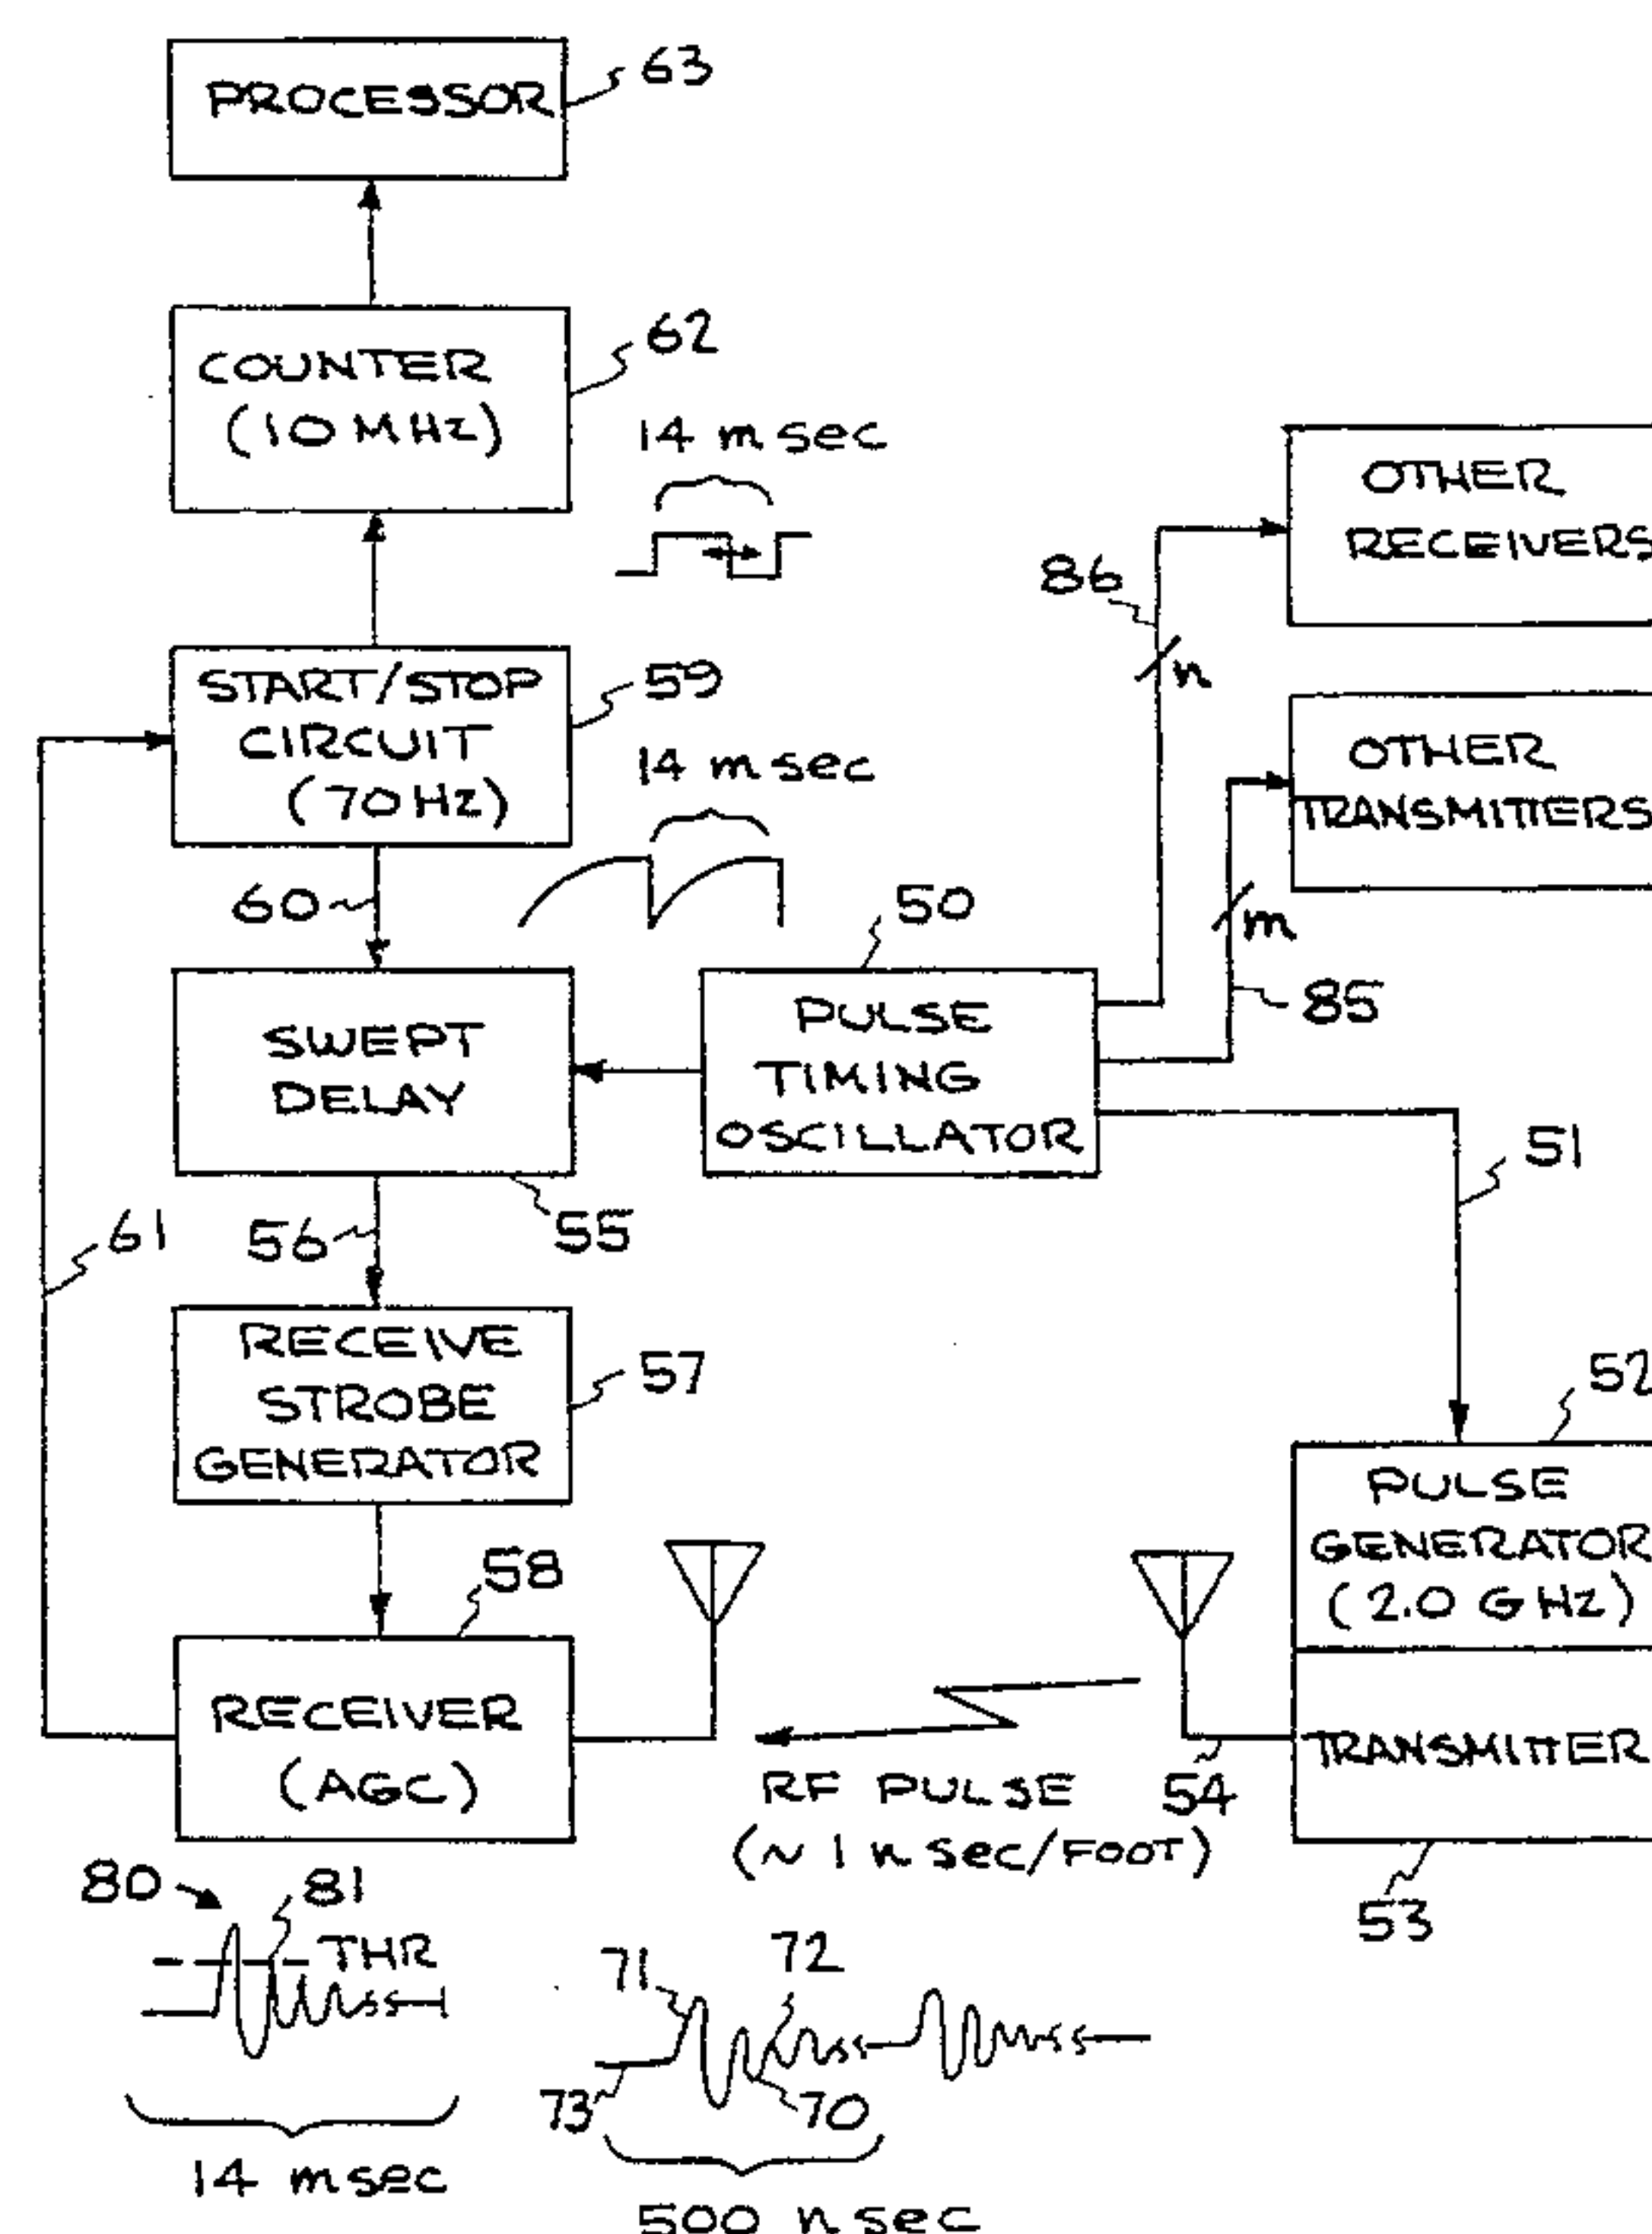 PROCESSOR
63
COUNTER
(10 MHz)
62
14 msec
OTHER
RECEIVERS
86
n
START/STOP
CIRCUIT
(70 Hz)
59
14 msec
OTHER
TRANSMITTERS
m
85
60
50
SWEPT
DELAY
PULSE
TIMING
OSCILLATOR
51
61
56
55
RECEIVE
STROBE
GENERATOR
57
52
PULSE
GENERATOR
(2.0 GHz)
58
RECEIVER
(AGC)
TRANSMITTER
54
RF PULSE
(~ 1 nsec/FOOT)
53
80
81
THR
71
72
73
70
14 msec
500 nsec